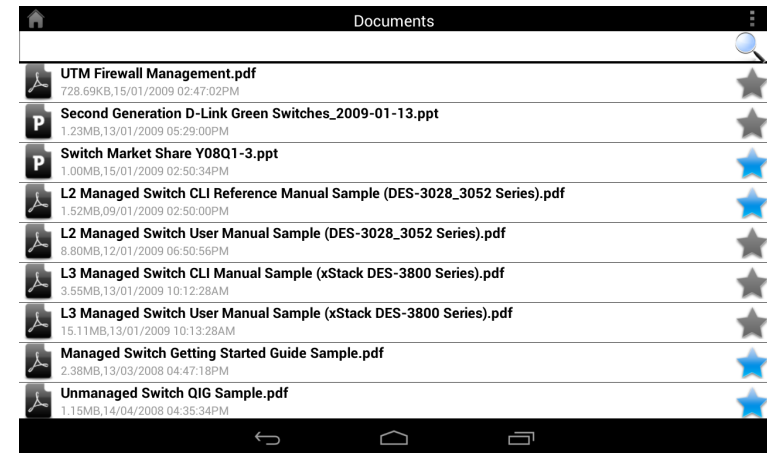 Documents
UTM Firewall Management.pdf
728.69KB,15/01/2009 02:47:02PM
P
Second Generation D-Link Green Switches_2009-01-13.ppt
1.23MB,13/01/2009 05:29:00PM
P
Switch Market Share Y08Q1-3.ppt
1.00MB,15/01/2009 02:50:34PM
L2 Managed Switch CLI Reference Manual Sample (DES-3028_3052 Series).pdf
1.52MB,09/01/2009 02:50:00PM
L2 Managed Switch User Manual Sample (DES-3028_3052 Series).pdf
8.80MB,12/01/2009 06:50:56PM
L3 Managed Switch CLI Manual Sample (xStack DES-3800 Series).pdf
3.55MB,13/01/2009 10:12:28AM
L3 Managed Switch User Manual Sample (xStack DES-3800 Series).pdf
15.11MB,13/01/2009 10:13:28AM
Managed Switch Getting Started Guide Sample.pdf
2.38MB,13/03/2008 04:47:18PM
Unmanaged Switch QIG Sample.pdf
1.15MB,14/04/2008 04:35:34PM